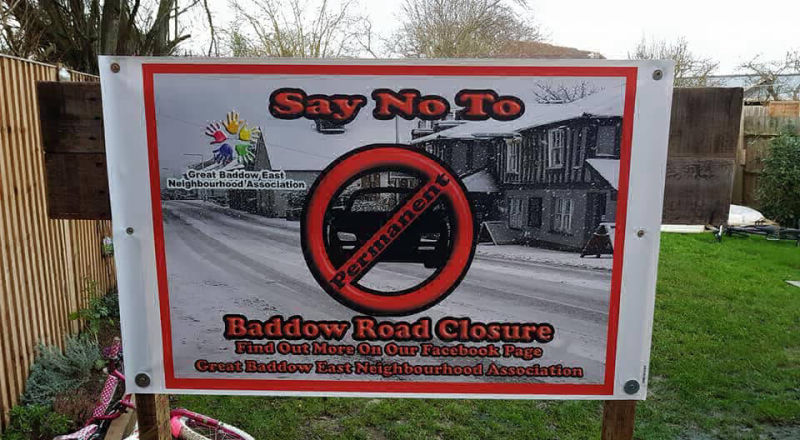 Say No To
Great Baddow East
Neighbourhood Association
Permanent
Baddow Road Closure
Find Out More On Our Facebook Page
Great Baddow East Neighbourhood Association